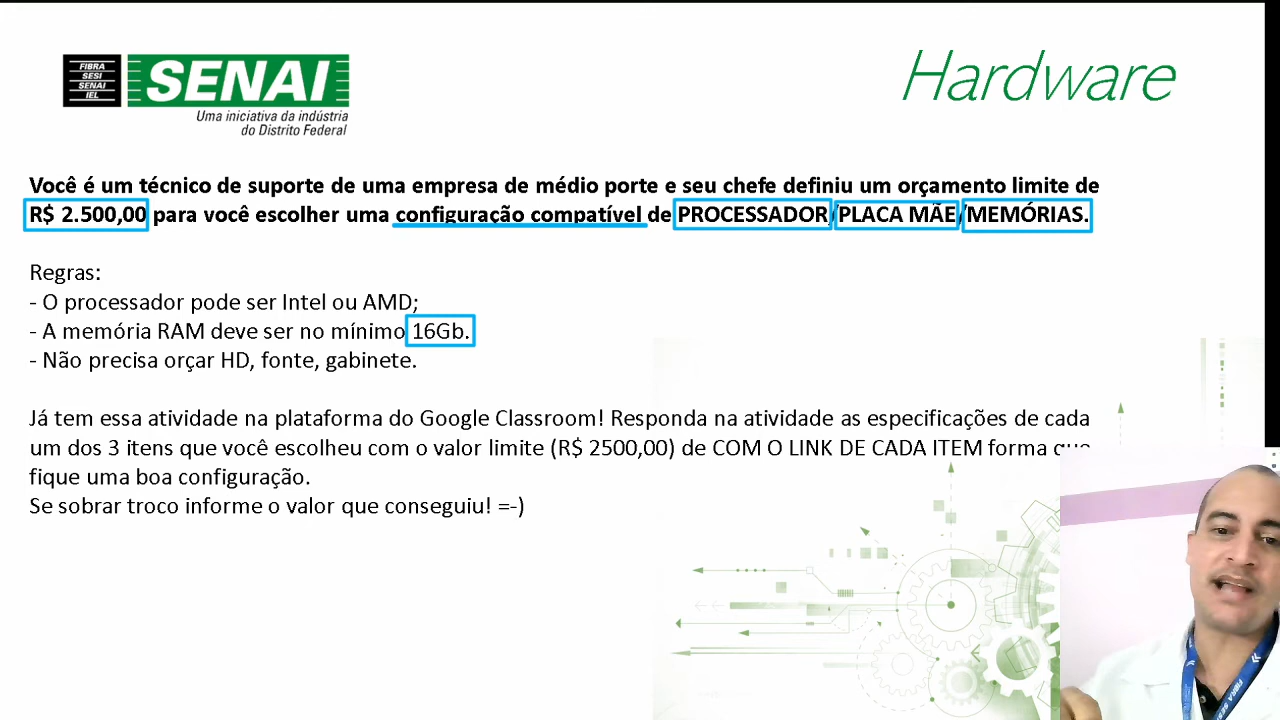 FIBRA
SESI
SENAI
IEL
SENAI
Uma iniciativa da indústria
do Distrito Federal
Hardware
Você é um técnico de suporte de uma empresa de médio porte e seu chefe definiu um orçamento limite de
R$ 2.500,00 para você escolher uma configuração compatível de PROCESSADOR/PLACA MÃE/MEMÓRIAS.
Regras:
- O processador pode ser Intel ou AMD;
- A memória RAM deve ser no mínimo 16Gb.
- Não precisa orçar HD, fonte, gabinete.
Já tem essa atividade na plataforma do Google Classroom! Responda na atividade as especificações de cada
um dos 3 itens que você escolheu com o valor limite (R$ 2500,00) de COM O LINK DE CADA ITEM forma que
fique uma boa configuração.
Se sobrar troco informe o valor que conseguiu! =-)